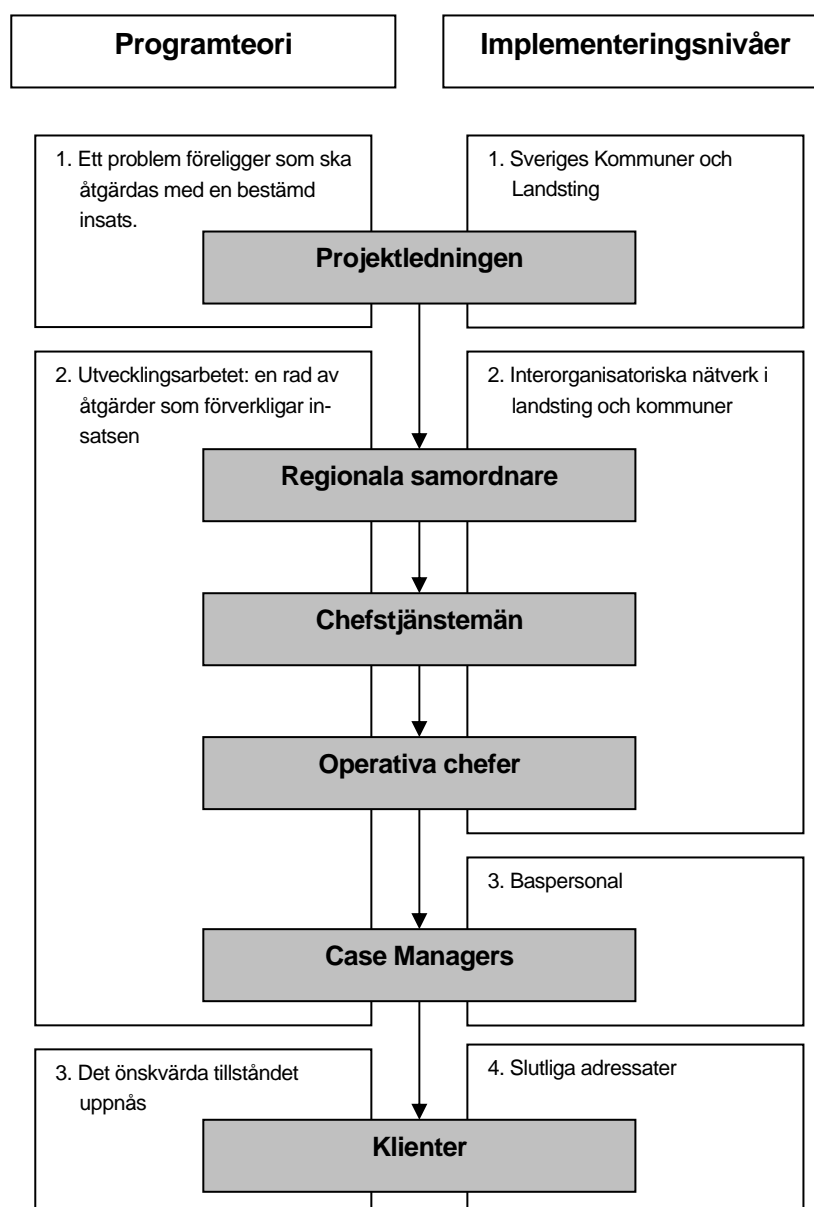 Programteori
Implementeringsnivåer
1. Ett problem föreligger som ska
åtgärdas med en bestämd
insats.
1. Sveriges Kommuner och
Landsting
Projektledningen
2. Utvecklingsarbetet: en rad av
åtgärder som förverkligar in-
satsen
2. Interorganisatoriska nätverk i
landsting och kommuner
Regionala samordnare
Chefstjänstemän
Operativa chefer
3. Baspersonal
Case Managers
3. Det önskvärda tillståndet
uppnås
4. Slutliga adressater
Klienter